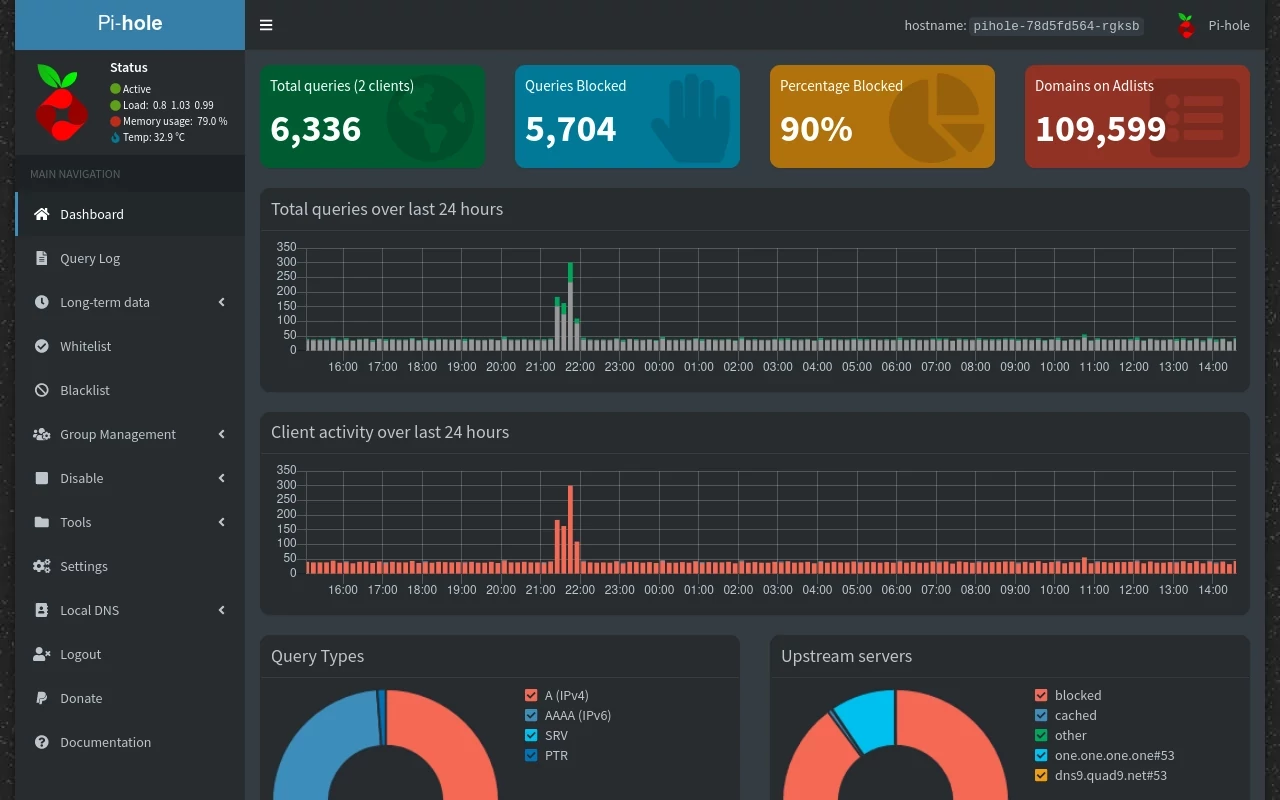 Pi-hole
hostname: pihole-78d5fd564-rgksb
Pi-hole
Status
Active
Load: 0.8 1.03 0.99
Memory usage: 79.0 %
Temp: 32.9 °C
MAIN NAVIGATION
Dashboard
Query Log
Long-term data
Whitelist
Blacklist
Group Management
Disable
Tools
Settings
Local DNS
Logout
Donate
Documentation
Total queries (2 clients)
6,336
Queries Blocked
5,704
Percentage Blocked
90%
Domains on Adlists
109,599
Total queries over last 24 hours
350
300
250
200
150
100
50
0
16:00 17:00 18:00 19:00 20:00 21:00 22:00 23:00 00:00 01:00 02:00 03:00 04:00 05:00 06:00 07:00 08:00 09:00 10:00 11:00 12:00 13:00 14:00
Client activity over last 24 hours
350
300
250
200
150
100
50
0
16:00 17:00 18:00 19:00 20:00 21:00 22:00 23:00 00:00 01:00 02:00 03:00 04:00 05:00 06:00 07:00 08:00 09:00 10:00 11:00 12:00 13:00 14:00
Query Types
A (IPv4)
AAAA (IPv6)
SRV
PTR
Upstream servers
blocked
cached
other
one.one.one.one#53
dns9.quad9.net#53